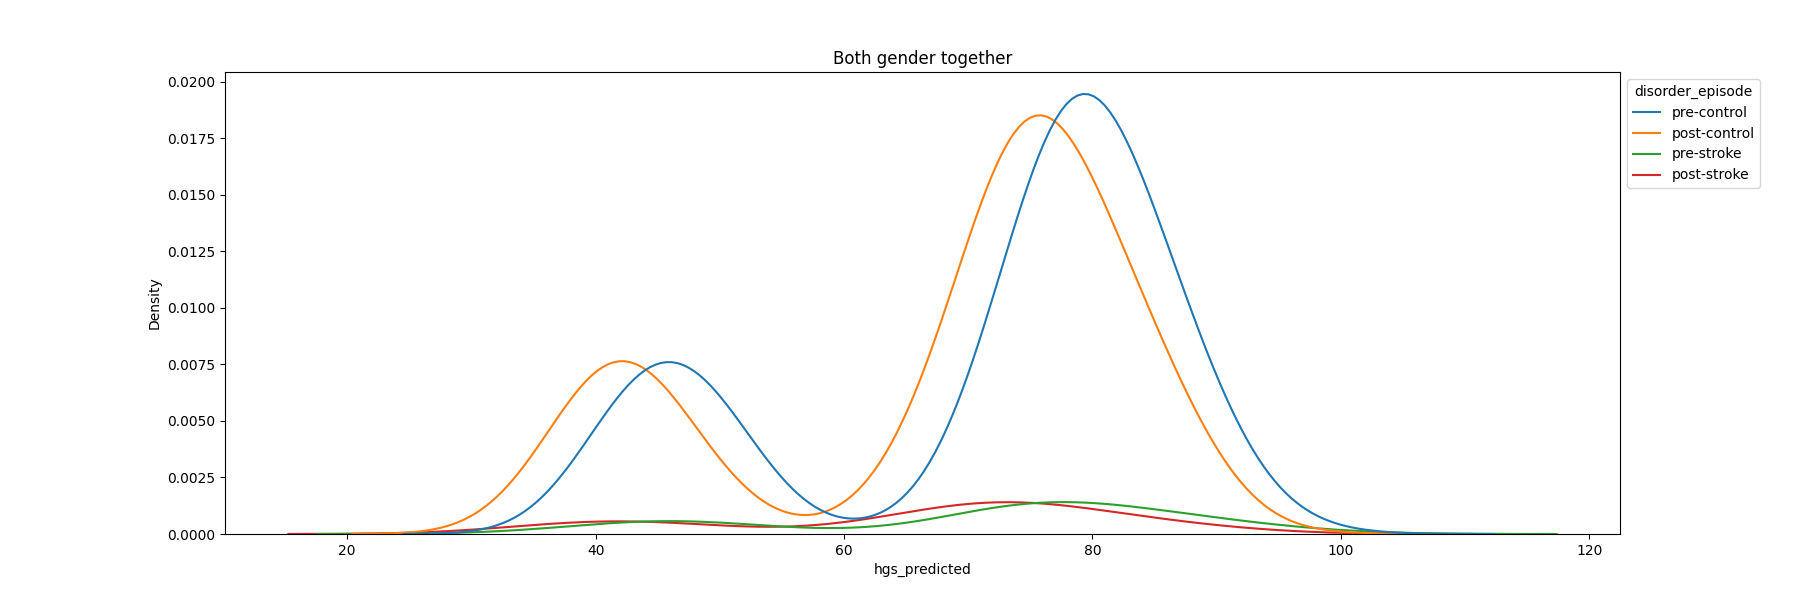 Both gender together
disorder_episode
pre-control
post-control
pre-stroke
post-stroke
0.0200
0.0175
0.0150
0.0125
0.0100
0.0075
0.0050
0.0025
0.0000
Density
20 40 60 80 100 120
hgs_predicted